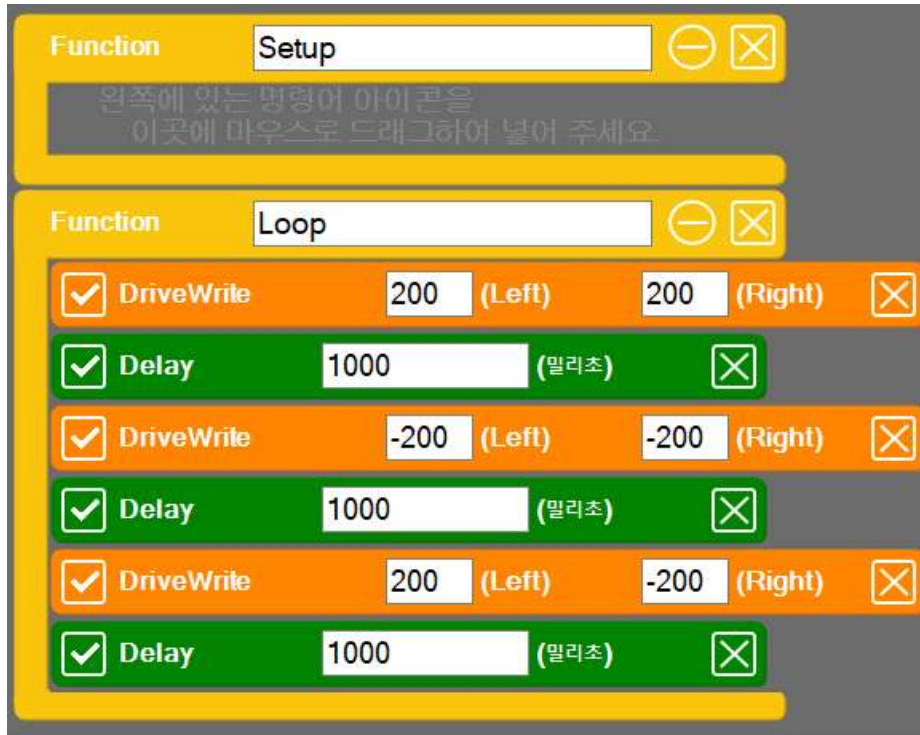 Function Setup
왼쪽에 있는 명령어 아이콘을
이곳에 마우스로 드래그하여 넣어 주세요
Function Loop
DriveWrite 200 (Left) 200 (Right)
Delay 1000 (밀리초)
DriveWrite -200 (Left) -200 (Right)
Delay 1000 (밀리초)
DriveWrite 200 (Left) -200 (Right)
Delay 1000 (밀리초)